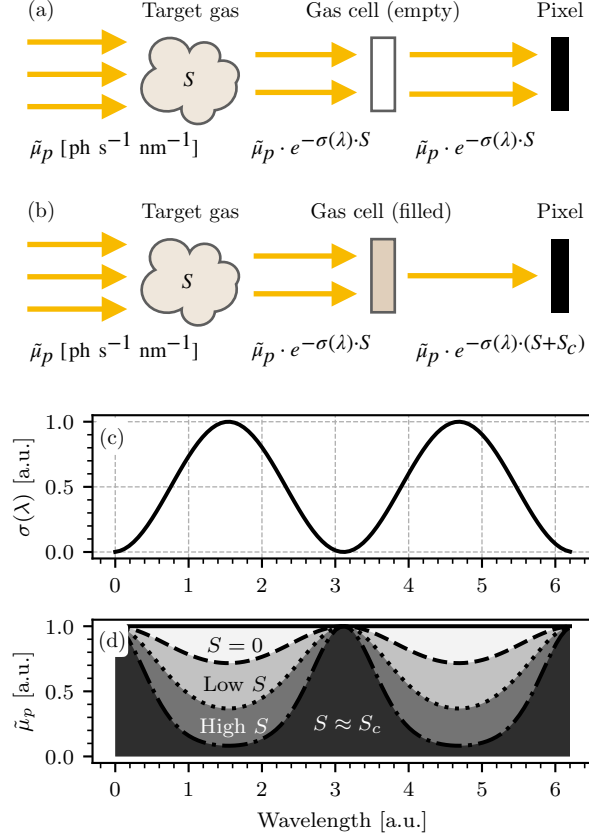 (a) Target gas Gas cell (empty) Pixel
S
μ̃p [ph s−1 nm−1] μ̃p · e−σ(λ)·S μ̃p · e−σ(λ)·S
(b) Target gas Gas cell (filled) Pixel
S
μ̃p [ph s−1 nm−1] μ̃p · e−σ(λ)·S μ̃p · e−σ(λ)·(S+Sc)
(c)
σ(λ) [a.u.]
1.0
0.5
0.0
0 1 2 3 4 5 6
(d)
μ̃p [a.u.]
1.0
0.5
0.0
S = 0
Low S
High S
S ≈ Sc
0 1 2 3 4 5 6
Wavelength [a.u.]